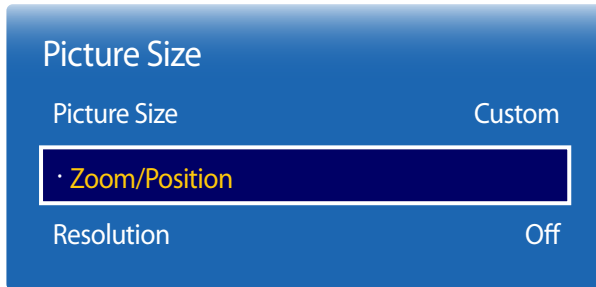 Picture Size
Picture Size Custom
· Zoom/Position
Resolution Off